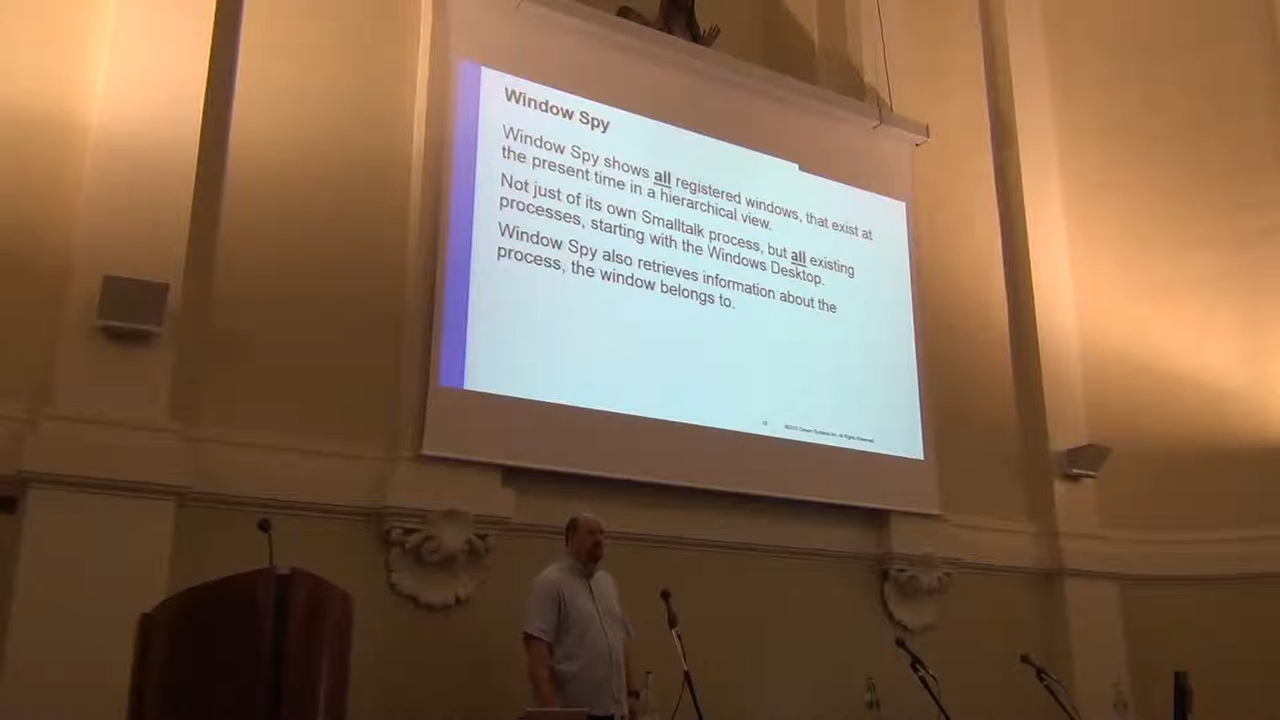 Window Spy
Window Spy shows all registered windows, that exist at
the present time in a hierarchical view.
Not just of its own Smalltalk process, but all existing
processes, starting with the Windows Desktop.
Window Spy also retrieves information about the
process, the window belongs to.